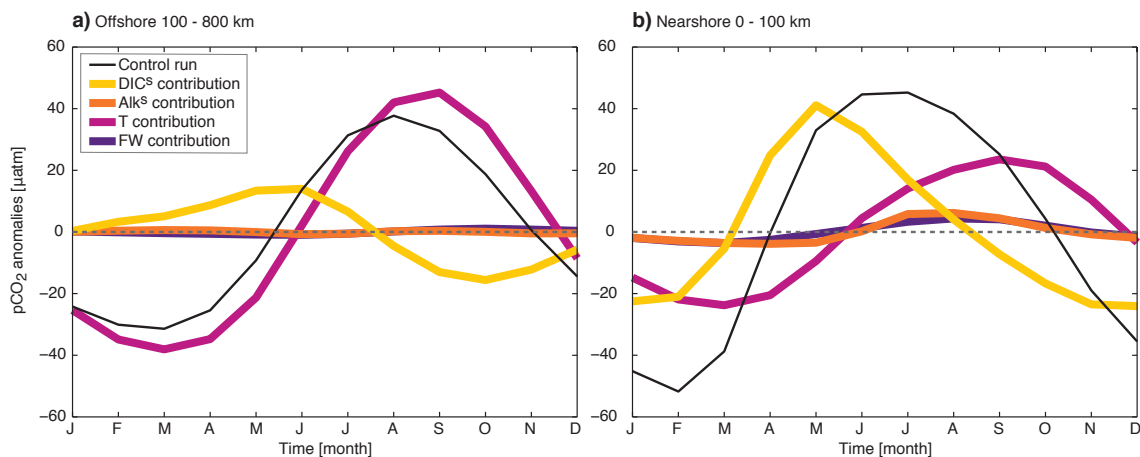 a) Offshore 100 - 800 km
b) Nearshore 0 - 100 km
pCO₂ anomalies [µatm]
60
40
20
0
−20
−40
−60
Control run
DICˢ contribution
Alkˢ contribution
T contribution
FW contribution
J F M A M J J A S O N D
Time [month]
60
40
20
0
−20
−40
−60
J F M A M J J A S O N D
Time [month]